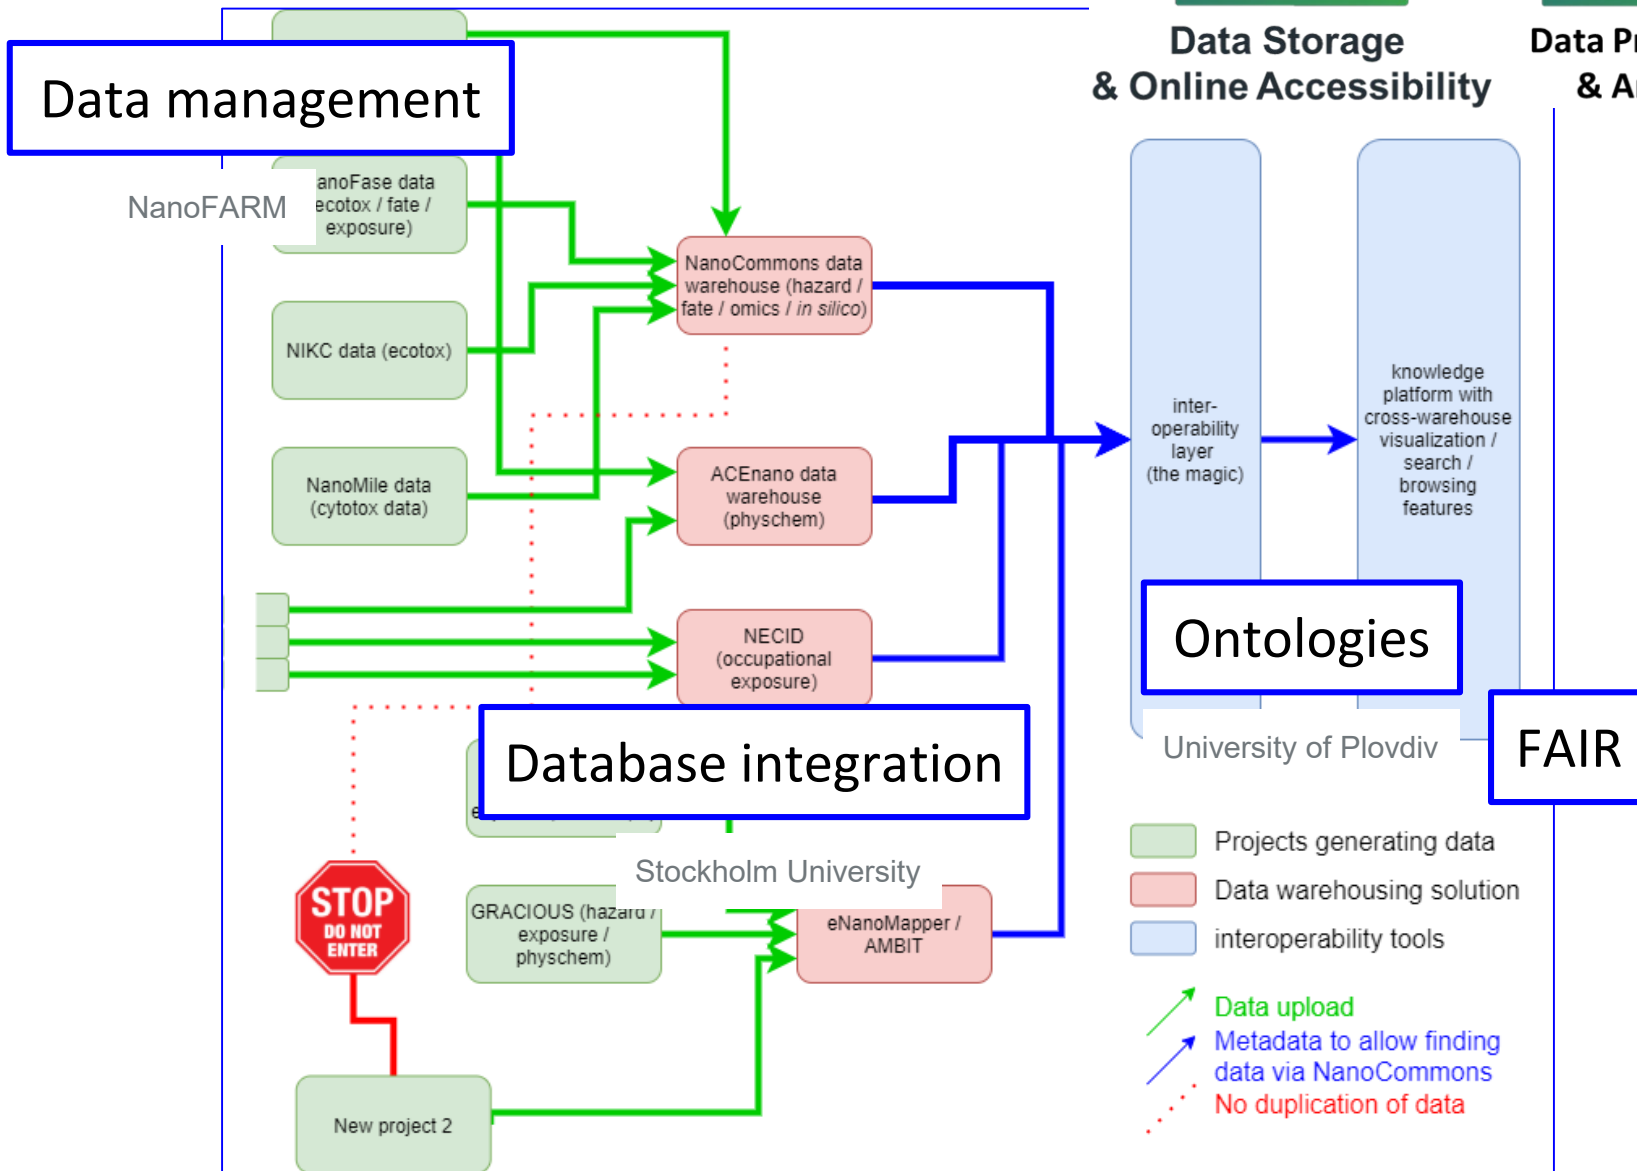 Data Storage
& Online Accessibility
Data
&
Data management
NanoFARM
anoFase data
ecotox / fate /
exposure)
NIKC data (ecotox)
NanoMile data
(cytotox data)
NanoCommons data
warehouse (hazard /
fate / omics / in silico)
ACEnano data
warehouse
(physchem)
NECID
(occupational
exposure)
inter-
operability
layer
(the magic)
knowledge
platform with
cross-warehouse
visualization /
search /
browsing
features
Ontologies
University of Plovdiv
FAIR
Database integration
Stockholm University
GRACIOUS (hazard /
exposure /
physchem)
eNanoMapper /
AMBIT
STOP
DO NOT
ENTER
New project 2
Projects generating data
Data warehousing solution
interoperability tools
Data upload
Metadata to allow finding
data via NanoCommons
No duplication of data